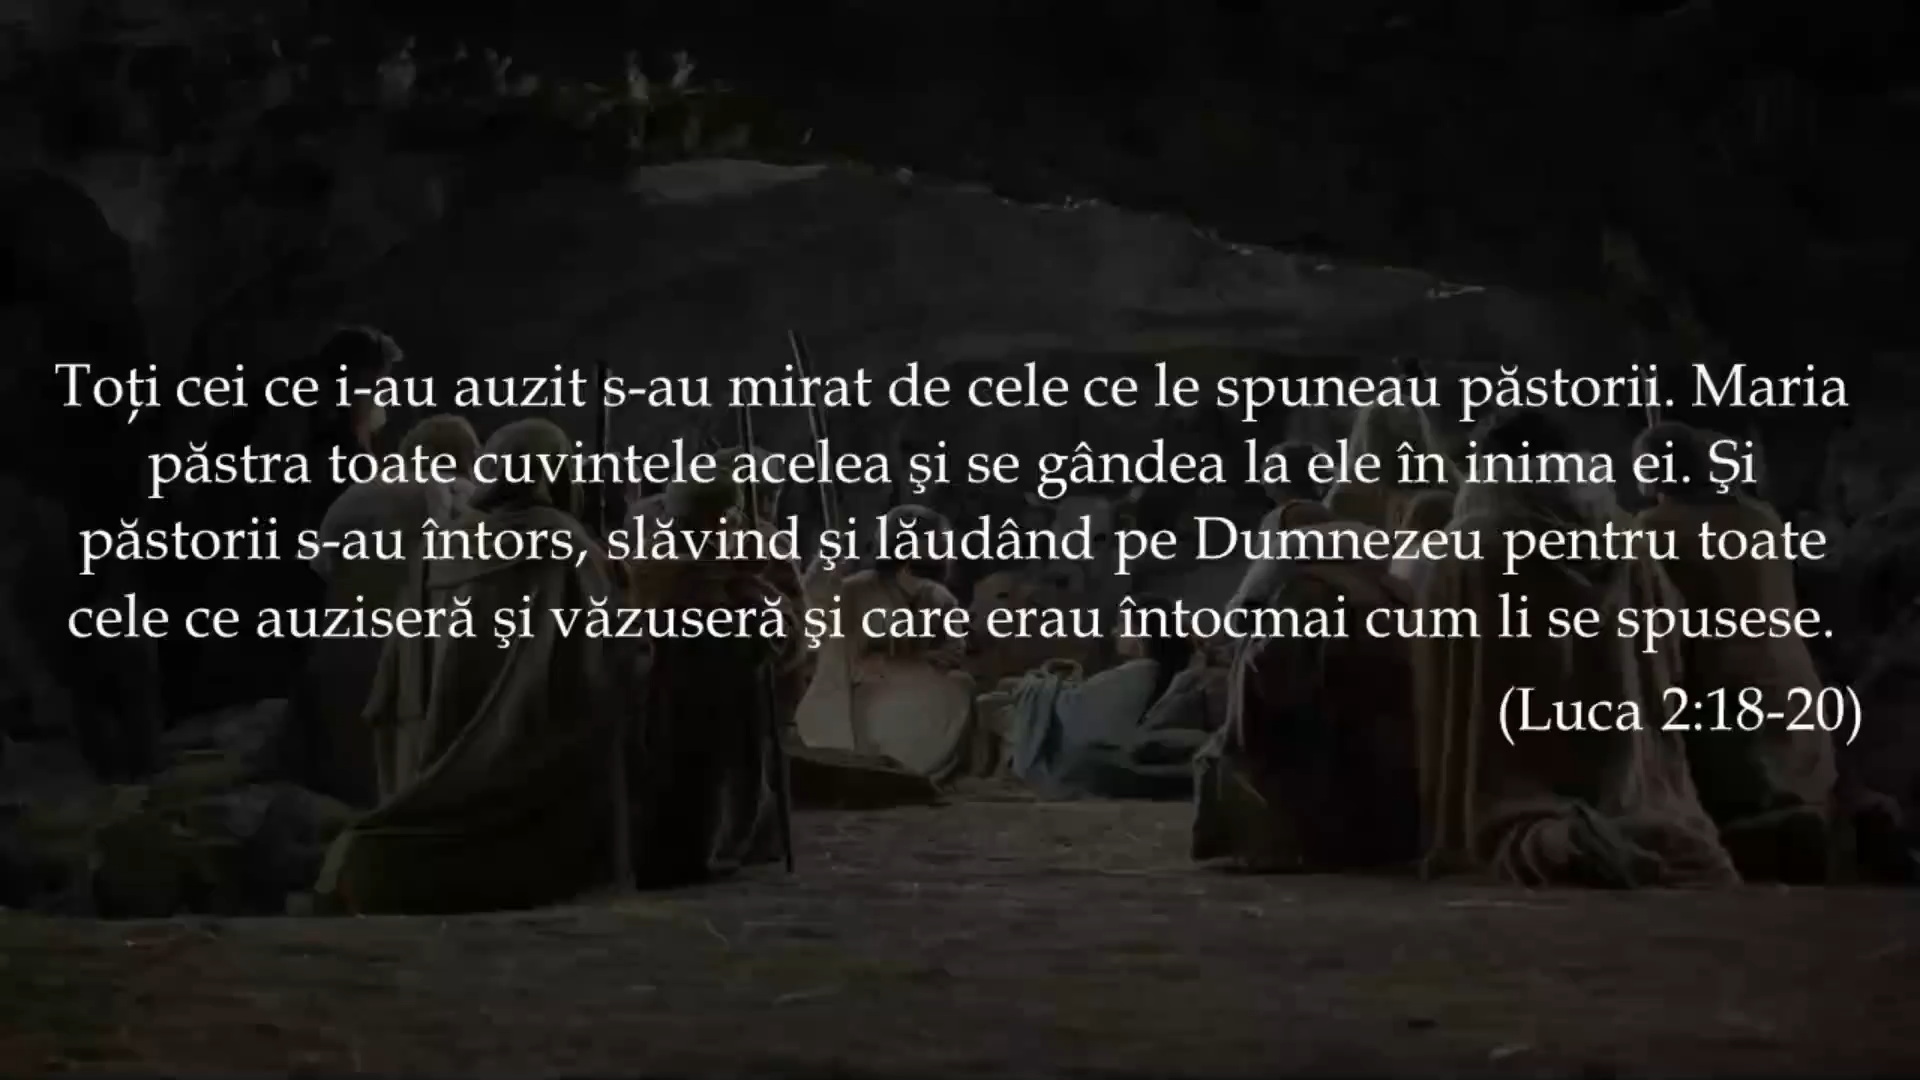 Toți cei ce i-au auzit s-au mirat de cele ce le spuneau păstorii. Maria
păstra toate cuvintele acelea şi se gândea la ele în inima ei. Şi
păstorii s-au întors, slăvind şi lăudând pe Dumnezeu pentru toate
cele ce auziseră şi văzuseră şi care erau întocmai cum li se spusese.
(Luca 2:18-20)